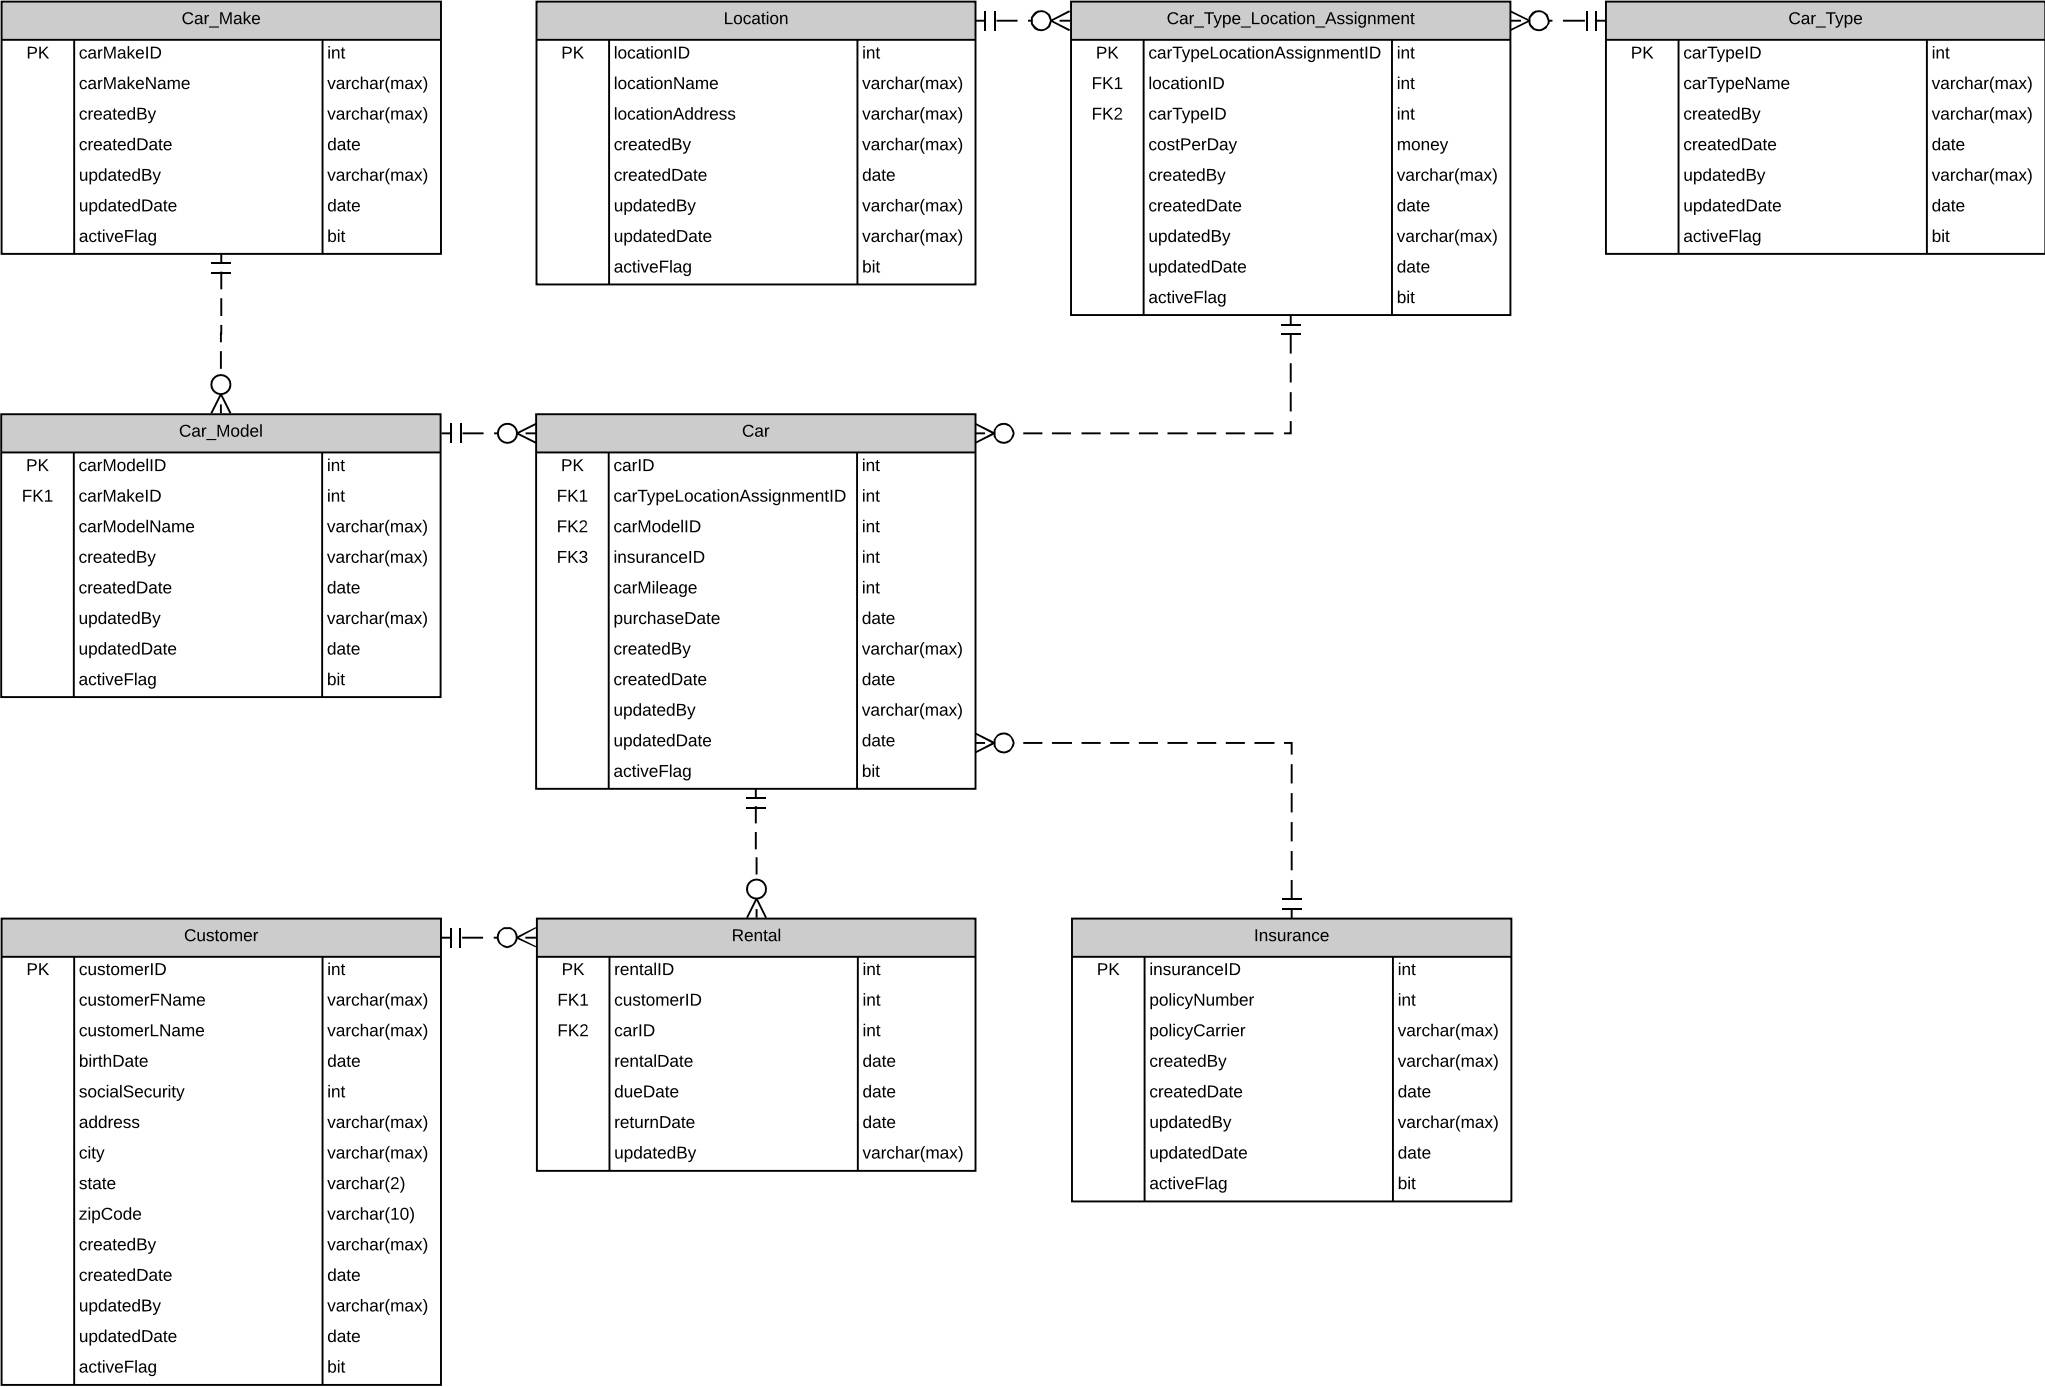 Car_Make
PK carMakeID int
carMakeName varchar(max)
createdBy varchar(max)
createdDate date
updatedBy varchar(max)
updatedDate date
activeFlag bit
Location
PK locationID int
locationName varchar(max)
locationAddress varchar(max)
createdBy varchar(max)
createdDate date
updatedBy varchar(max)
updatedDate varchar(max)
activeFlag bit
Car_Type_Location_Assignment
PK carTypeLocationAssignmentID int
FK1 locationID int
FK2 carTypeID int
costPerDay money
createdBy varchar(max)
createdDate date
updatedBy varchar(max)
updatedDate date
activeFlag bit
Car_Type
PK carTypeID int
carTypeName varchar(max)
createdBy varchar(max)
createdDate date
updatedBy varchar(max)
updatedDate date
activeFlag bit
Car_Model
PK carModelID int
FK1 carMakeID int
carModelName varchar(max)
createdBy varchar(max)
createdDate date
updatedBy varchar(max)
updatedDate date
activeFlag bit
Car
PK carID int
FK1 carTypeLocationAssignmentID int
FK2 carModelID int
FK3 insuranceID int
carMileage int
purchaseDate date
createdBy varchar(max)
createdDate date
updatedBy varchar(max)
updatedDate date
activeFlag bit
Customer
PK customerID int
customerFName varchar(max)
customerLName varchar(max)
birthDate date
socialSecurity int
address varchar(max)
city varchar(max)
state varchar(2)
zipCode varchar(10)
createdBy varchar(max)
createdDate date
updatedBy varchar(max)
updatedDate date
activeFlag bit
Rental
PK rentalID int
FK1 customerID int
FK2 carID int
rentalDate date
dueDate date
returnDate date
updatedBy varchar(max)
Insurance
PK insuranceID int
policyNumber int
policyCarrier varchar(max)
createdBy varchar(max)
createdDate date
updatedBy varchar(max)
updatedDate date
activeFlag bit